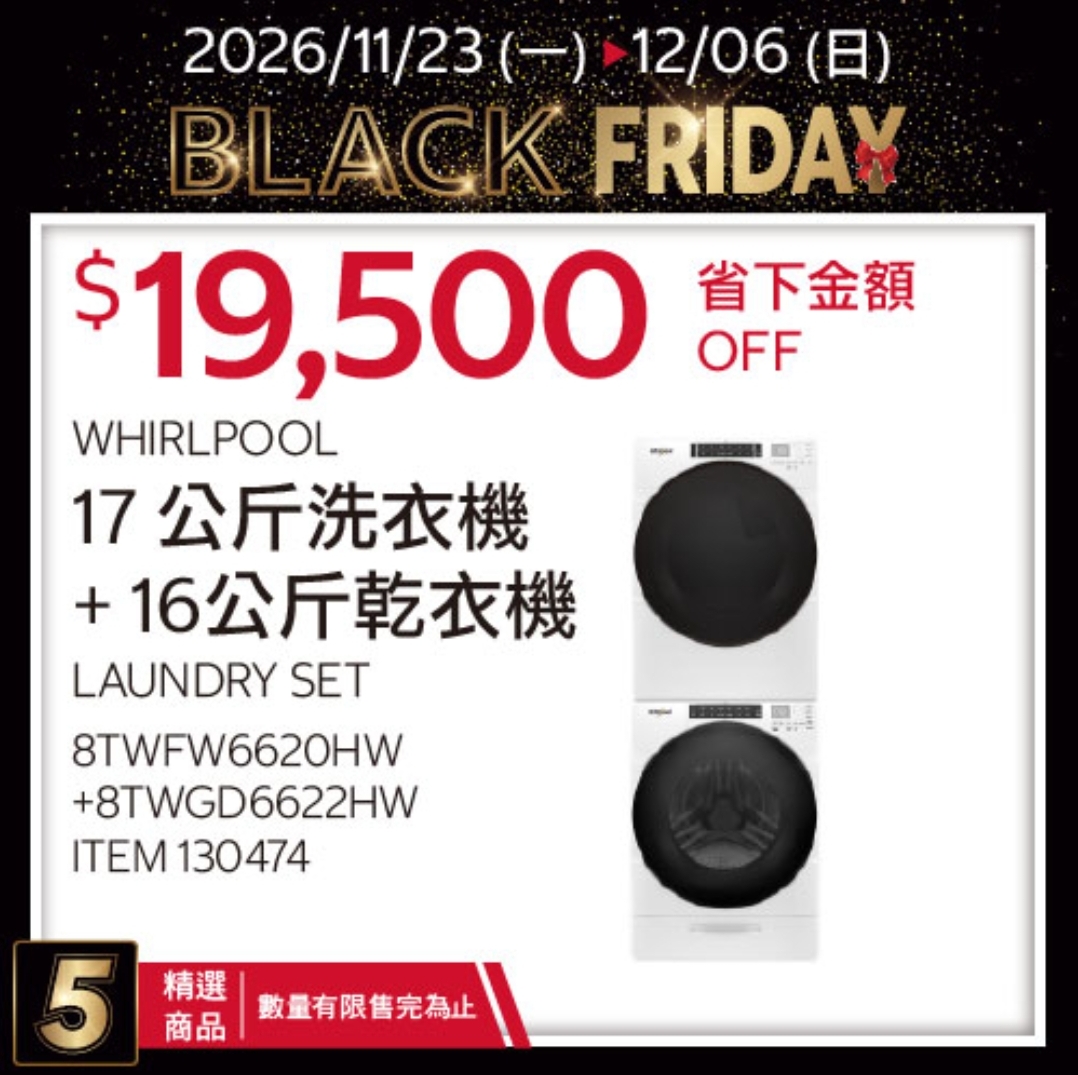 2026/11/23 (一) ▶ 12/06 (日)
BLACK FRIDAY
$19,500
省下金額
OFF
WHIRLPOOL
17 公斤洗衣機
+ 16公斤乾衣機
LAUNDRY SET
8TWFW6620HW
+8TWGD6622HW
ITEM 130474
5
精選
商品
數量有限售完為止